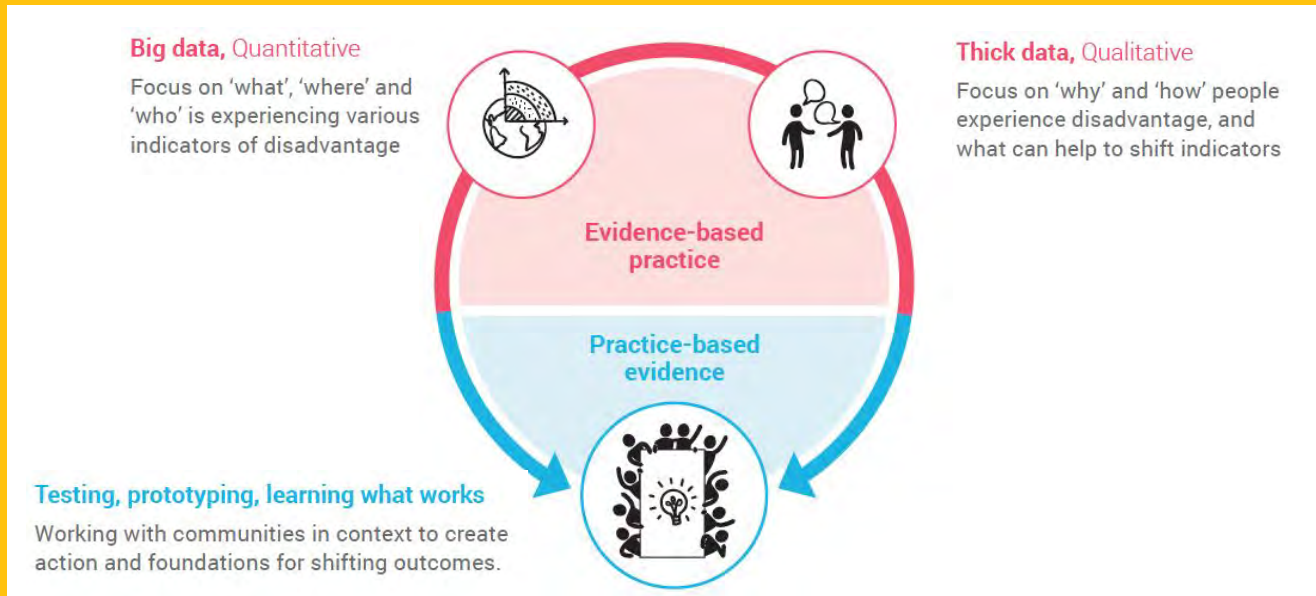 Big data, Quantitative
Focus on ‘what’, ‘where’ and
‘who’ is experiencing various
indicators of disadvantage
Thick data, Qualitative
Focus on ‘why’ and ‘how’ people
experience disadvantage, and
what can help to shift indicators
Evidence-based
practice
Practice-based
evidence
Testing, prototyping, learning what works
Working with communities in context to create
action and foundations for shifting outcomes.